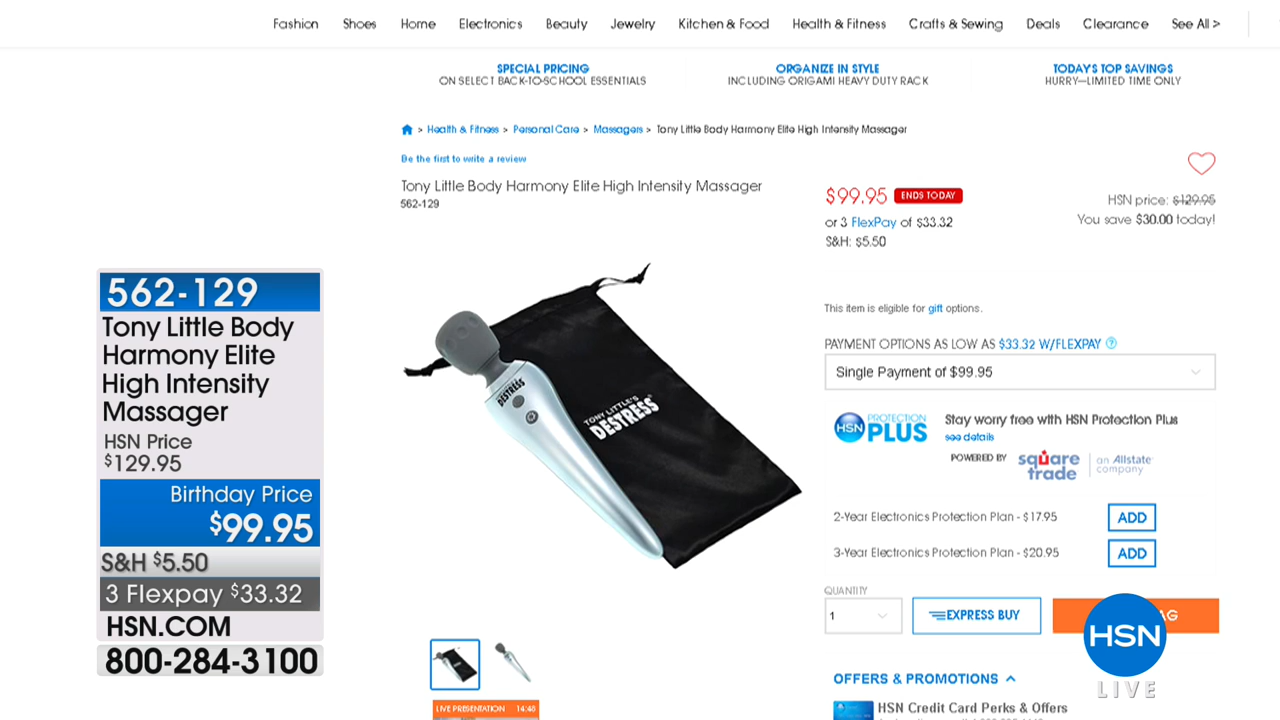 Fashion Shoes Home Electronics Beauty Jewelry Kitchen & Food Health & Fitness Crafts & Sewing Deals Clearance See All >
SPECIAL PRICING
ON SELECT BACK-TO-SCHOOL ESSENTIALS
ORGANIZE IN STYLE
INCLUDING ORIGAMI HEAVY DUTY RACK
TODAY'S TOP SAVINGS
HURRY—LIMITED TIME ONLY
> Health & Fitness > Personal Care > Massagers > Tony Little Body Harmony Elite High Intensity Massager
Be the first to write a review
Tony Little Body Harmony Elite High Intensity Massager
562-129
$99.95 ENDS TODAY
or 3 FlexPay of $33.32
S&H: $5.50
HSN price: $129.95
You save $30.00 today!
This item is eligible for gift options.
PAYMENT OPTIONS AS LOW AS $33.32 W/FLEXPAY ?
Single Payment of $99.95
HSN PROTECTION PLUS
Stay worry free with HSN Protection Plus
see details
POWERED BY square trade an Allstate company
2-Year Electronics Protection Plan - $17.95 ADD
3-Year Electronics Protection Plan - $20.95 ADD
QUANTITY
1
EXPRESS BUY
OFFERS & PROMOTIONS
HSN Credit Card Perks & Offers
562-129
Tony Little Body
Harmony Elite
High Intensity
Massager
HSN Price
$129.95
Birthday Price
$99.95
S&H $5.50
3 Flexpay $33.32
HSN.COM
800-284-3100
DESTRESS
TONY LITTLE'S
DESTRESS
LIVE PRESENTATION 14:48
HSN
LIVE